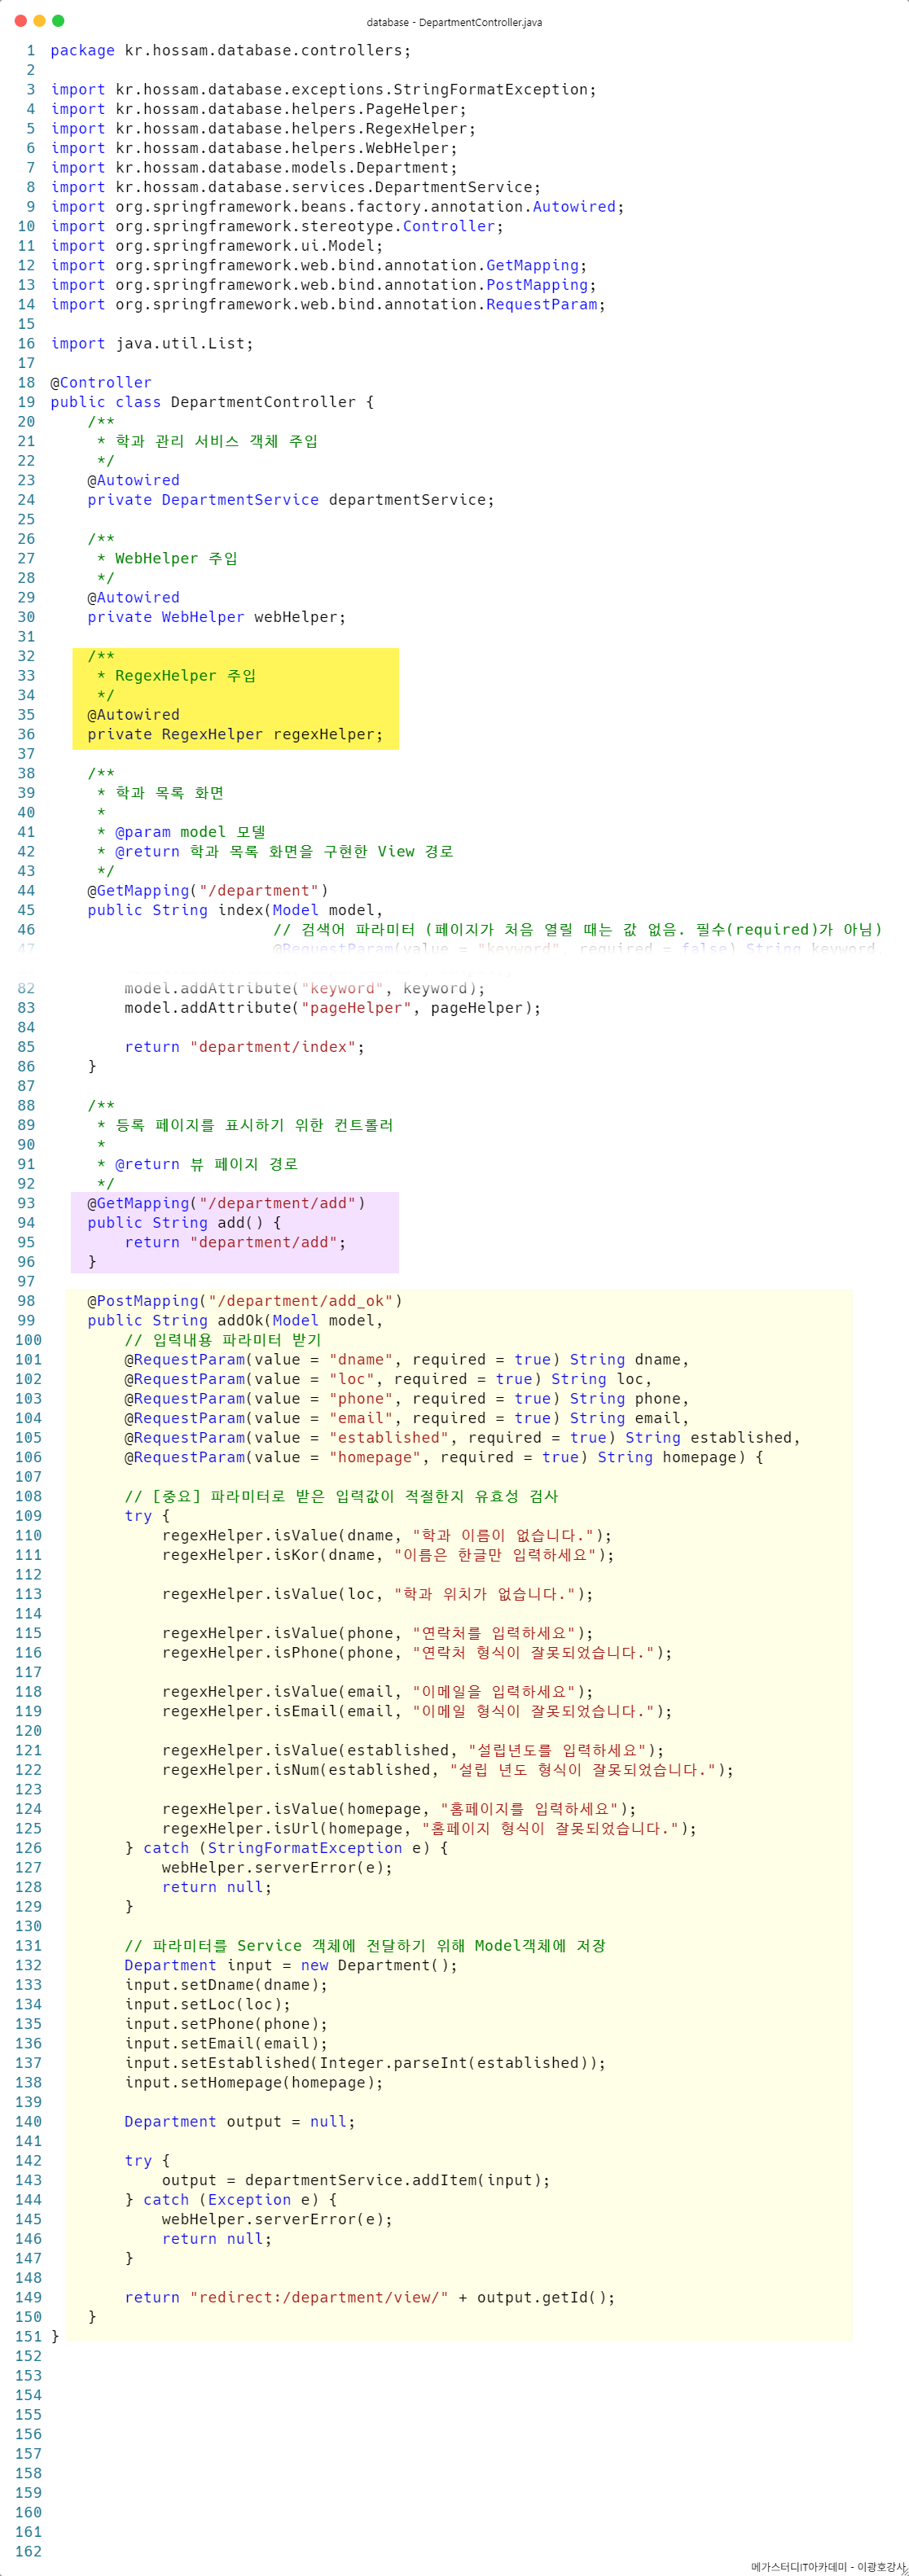 database - DepartmentController.java
1 package kr.hossam.database.controllers;
2
3 import kr.hossam.database.exceptions.StringFormatException;
4 import kr.hossam.database.helpers.PageHelper;
5 import kr.hossam.database.helpers.RegexHelper;
6 import kr.hossam.database.helpers.WebHelper;
7 import kr.hossam.database.models.Department;
8 import kr.hossam.database.services.DepartmentService;
9 import org.springframework.beans.factory.annotation.Autowired;
10 import org.springframework.stereotype.Controller;
11 import org.springframework.ui.Model;
12 import org.springframework.web.bind.annotation.GetMapping;
13 import org.springframework.web.bind.annotation.PostMapping;
14 import org.springframework.web.bind.annotation.RequestParam;
15
16 import java.util.List;
17
18 @Controller
19 public class DepartmentController {
20     /**
21      * 학과 관리 서비스 객체 주입
22      */
23     @Autowired
24     private DepartmentService departmentService;
25
26     /**
27      * WebHelper 주입
28      */
29     @Autowired
30     private WebHelper webHelper;
31
32     /**
33      * RegexHelper 주입
34      */
35     @Autowired
36     private RegexHelper regexHelper;
37
38     /**
39      * 학과 목록 화면
40      *
41      * @param model 모델
42      * @return 학과 목록 화면을 구현한 View 경로
43      */
44     @GetMapping("/department")
45     public String index(Model model,
46                         // 검색어 파라미터 (페이지가 처음 열릴 때는 값 없음. 필수(required)가 아님)
47                         @RequestParam(value = "keyword", required = false) String keyword,
82         model.addAttribute("keyword", keyword);
83         model.addAttribute("pageHelper", pageHelper);
84
85         return "department/index";
86     }
87
88     /**
89      * 등록 페이지를 표시하기 위한 컨트롤러
90      *
91      * @return 뷰 페이지 경로
92      */
93     @GetMapping("/department/add")
94     public String add() {
95         return "department/add";
96     }
97
98     @PostMapping("/department/add_ok")
99     public String addOk(Model model,
100         // 입력내용 파라미터 받기
101         @RequestParam(value = "dname", required = true) String dname,
102         @RequestParam(value = "loc", required = true) String loc,
103         @RequestParam(value = "phone", required = true) String phone,
104         @RequestParam(value = "email", required = true) String email,
105         @RequestParam(value = "established", required = true) String established,
106         @RequestParam(value = "homepage", required = true) String homepage) {
107
108         // [중요] 파라미터로 받은 입력값이 적절한지 유효성 검사
109         try {
110             regexHelper.isValue(dname, "학과 이름이 없습니다.");
111             regexHelper.isKor(dname, "이름은 한글만 입력하세요");
112
113             regexHelper.isValue(loc, "학과 위치가 없습니다.");
114
115             regexHelper.isValue(phone, "연락처를 입력하세요");
116             regexHelper.isPhone(phone, "연락처 형식이 잘못되었습니다.");
117
118             regexHelper.isValue(email, "이메일을 입력하세요");
119             regexHelper.isEmail(email, "이메일 형식이 잘못되었습니다.");
120
121             regexHelper.isValue(established, "설립년도를 입력하세요");
122             regexHelper.isNum(established, "설립 년도 형식이 잘못되었습니다.");
123
124             regexHelper.isValue(homepage, "홈페이지를 입력하세요");
125             regexHelper.isUrl(homepage, "홈페이지 형식이 잘못되었습니다.");
126         } catch (StringFormatException e) {
127             webHelper.serverError(e);
128             return null;
129         }
130
131         // 파라미터를 Service 객체에 전달하기 위해 Model객체에 저장
132         Department input = new Department();
133         input.setDname(dname);
134         input.setLoc(loc);
135         input.setPhone(phone);
136         input.setEmail(email);
137         input.setEstablished(Integer.parseInt(established));
138         input.setHomepage(homepage);
139
140         Department output = null;
141
142         try {
143             output = departmentService.addItem(input);
144         } catch (Exception e) {
145             webHelper.serverError(e);
146             return null;
147         }
148
149         return "redirect:/department/view/" + output.getId();
150     }
151 }
152
153
154
155
156
157
158
159
160
161
162
메가스터디IT아카데미 - 이광호강사